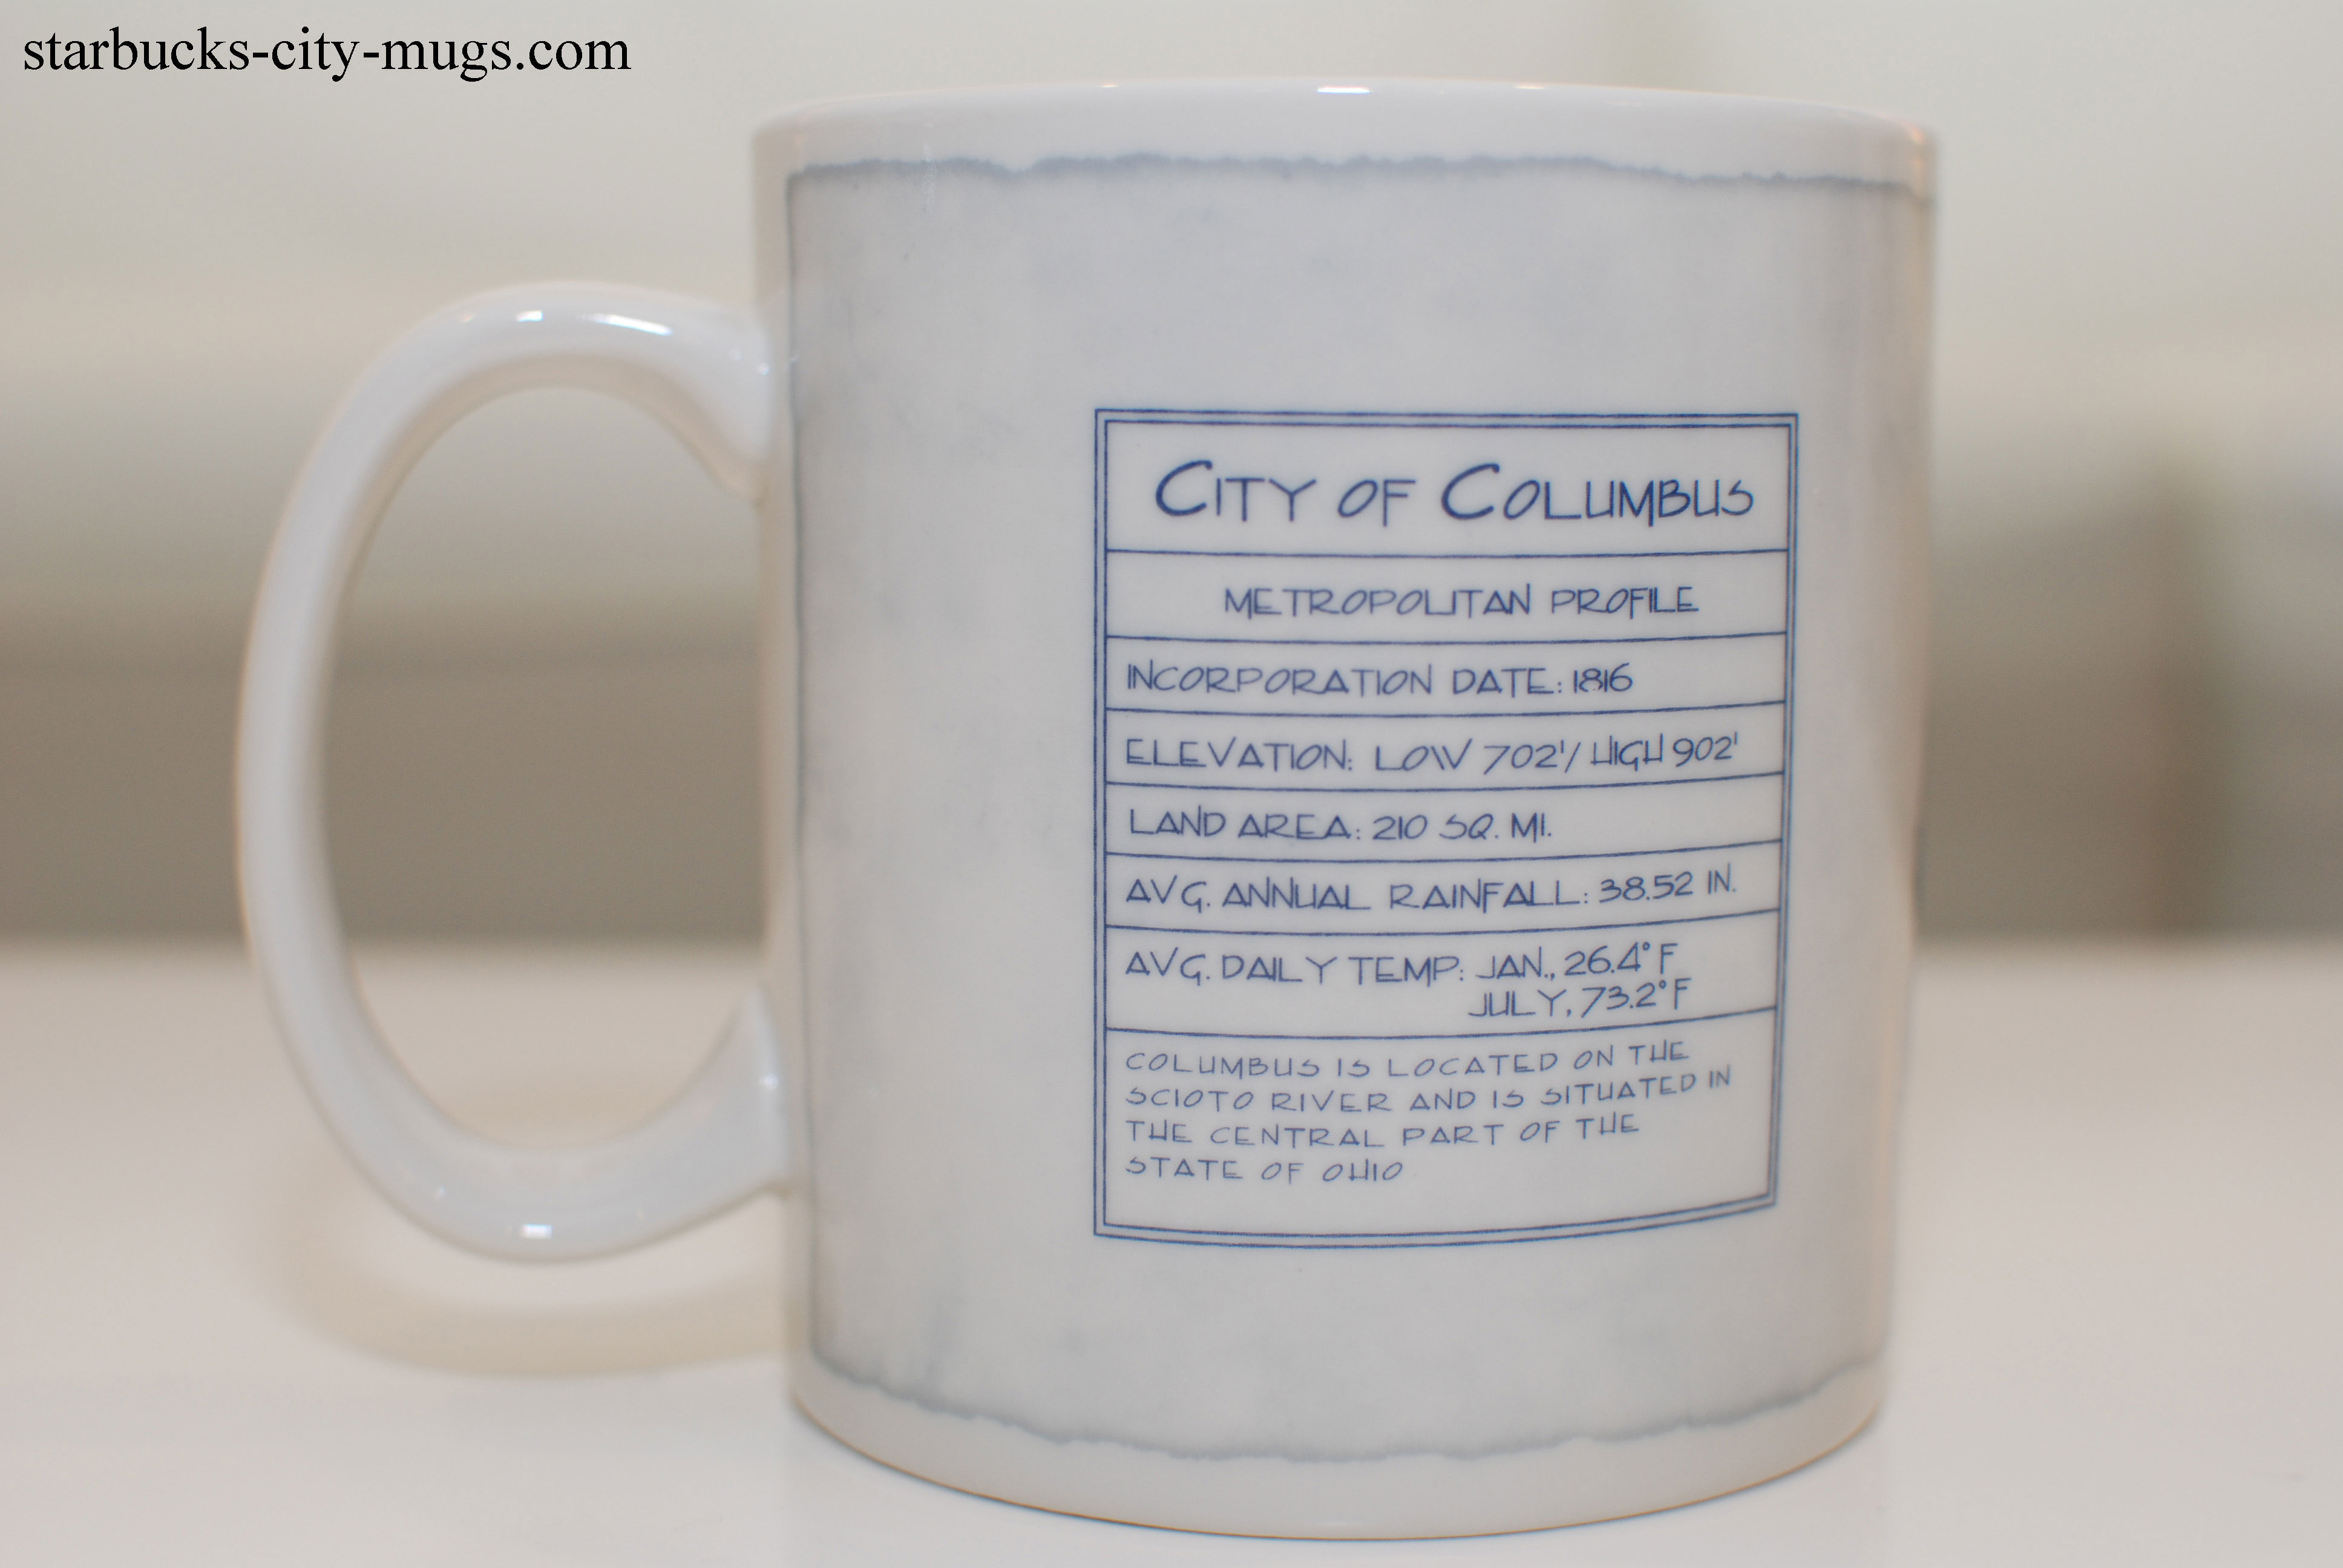 starbucks-city-mugs.com
CITY OF COLUMBUS
METROPOLITAN PROFILE
INCORPORATION DATE: 1816
ELEVATION: LOW 702'/ HIGH 902'
LAND AREA: 210 SQ. MI.
AVG. ANNUAL RAINFALL: 38.52 IN.
AVG. DAILY TEMP: JAN., 26.4° F
JULY, 73.2° F
COLUMBUS IS LOCATED ON THE
SCIOTO RIVER AND IS SITUATED IN
THE CENTRAL PART OF THE
STATE OF OHIO